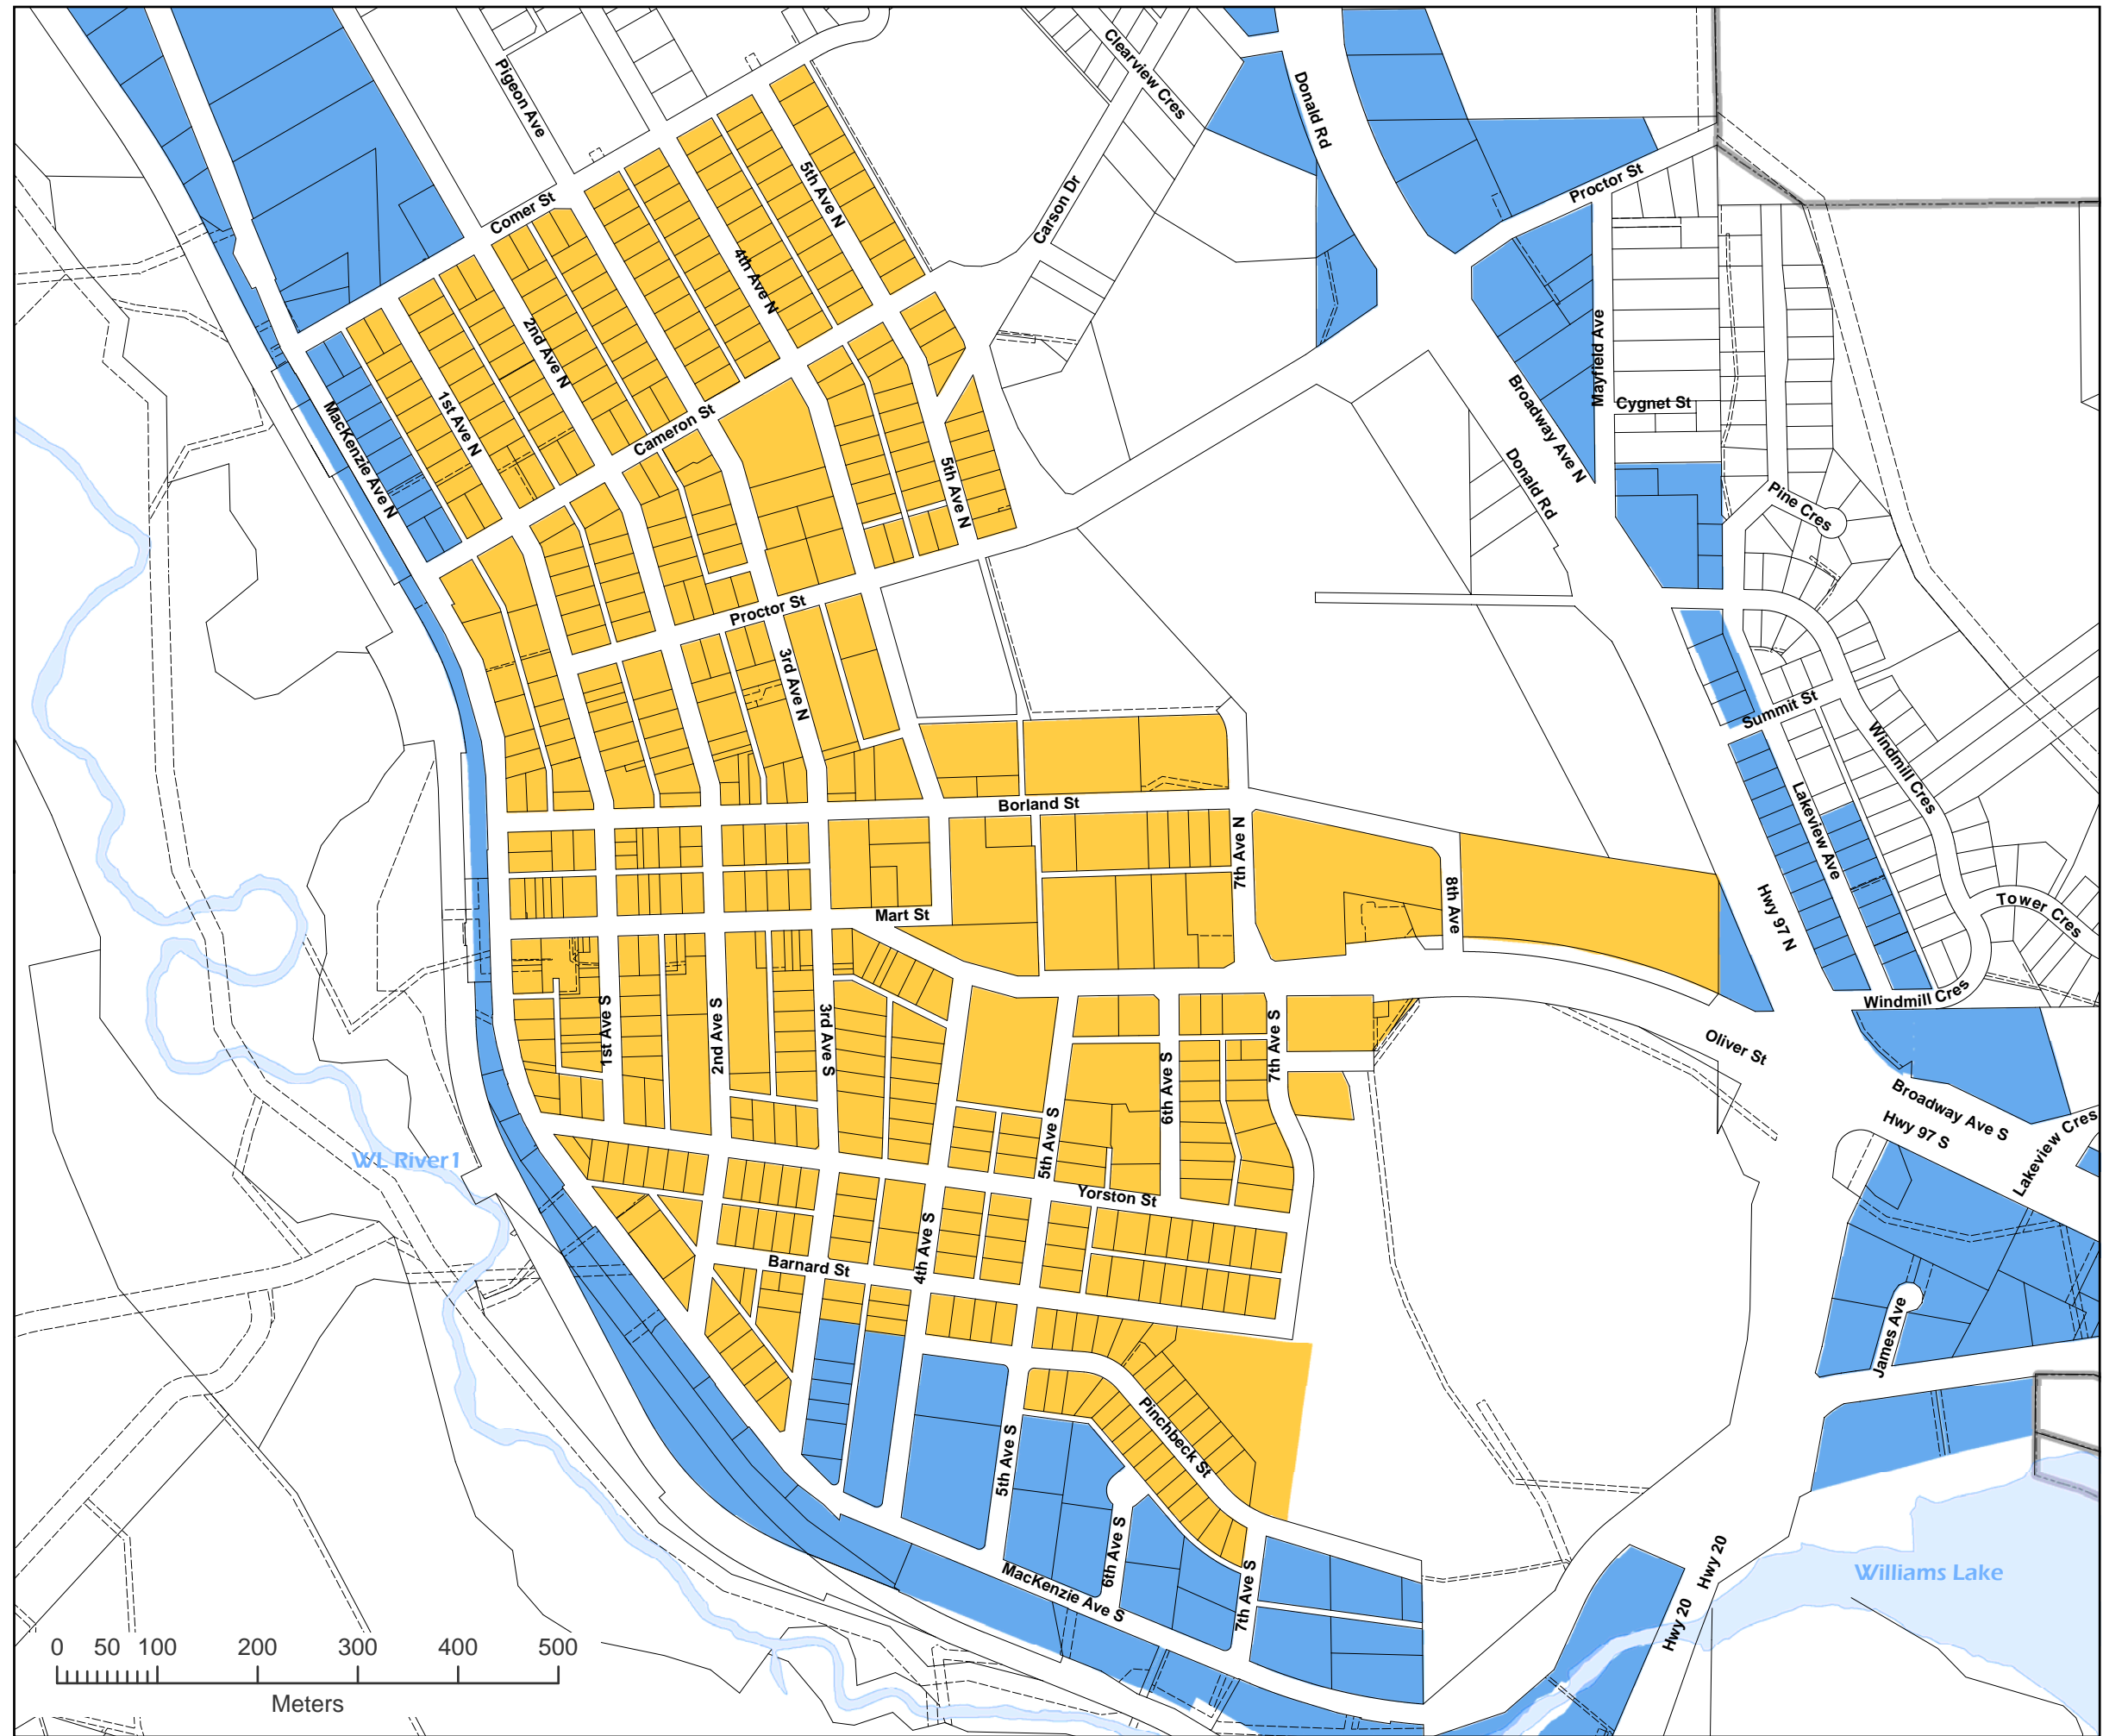 Clearview Cres
Pigeon Ave
Donald Rd
Comer St
5th Ave N
Carson Dr
Proctor St
4th Ave N
2nd Ave N
Mayfield Ave
MacKenzie Ave N
1st Ave N
Cameron St
Broadway Ave N
Cygnet St
5th Ave N
Donald Rd
Pine Cres
Proctor St
3rd Ave N
Summit St
Windmill Cres
Borland St
Lakeview Ave
7th Ave N
8th Ave
Mart St
Hwy 97 N
Tower Cres
Windmill Cres
1st Ave S
2nd Ave S
3rd Ave S
7th Ave S
6th Ave S
Oliver St
Broadway Ave S
Hwy 97 S
Lakeview Cres
WL River1
5th Ave S
Yorston St
4th Ave S
Barnard St
James Ave
Pinchbeck St
5th Ave S
6th Ave S
7th Ave S
MacKenzie Ave S
Hwy 20
Hwy 20
Williams Lake
0 50 100 200 300 400 500
Meters